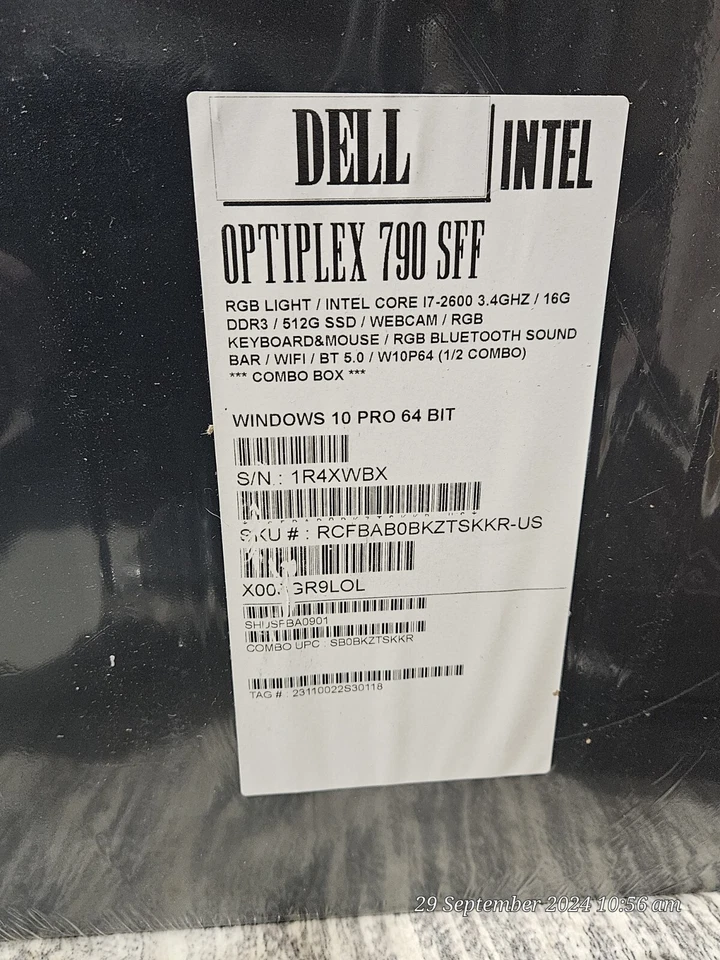 DELL INTEL
OPTIPLEX 790 SFF
RGB LIGHT / INTEL CORE I7-2600 3.4GHZ / 16G
DDR3 / 512G SSD / WEBCAM / RGB
KEYBOARD&MOUSE / RGB BLUETOOTH SOUND
BAR / WIFI / BT 5.0 / W10P64 (1/2 COMBO)
*** COMBO BOX ***
WINDOWS 10 PRO 64 BIT
S/N : 1R4XWBX
SKU # : RCFBAB0BKZTSKKR-US
COMBO UPC : SB0BKZTSKKR
TAG # : 23110022S30118
29 September 2024 10:56 am